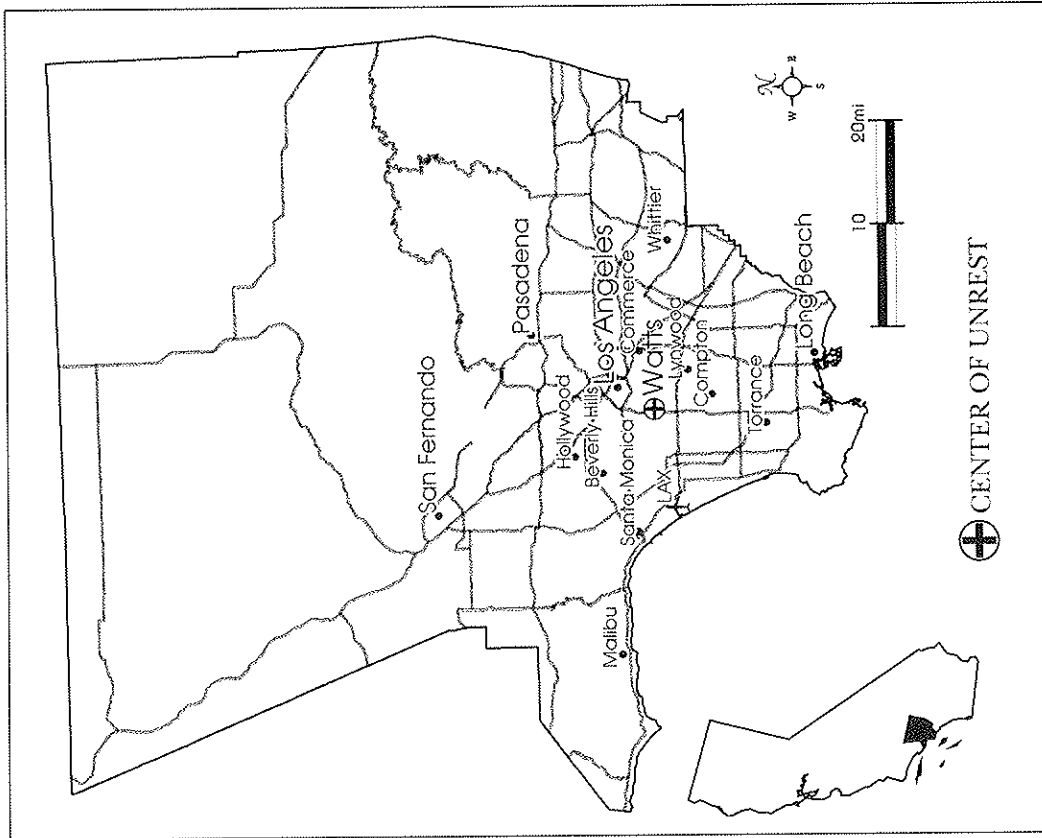 San Fernando
Pasadena
Hollywood
Beverly Hills
Los Angeles
Santa Monica
Commerce
Whittier
Malibu
Watts
LAX
Lynwood
Compton
Torrance
Long Beach
N
W
E
S
10
20mi
CENTER OF UNREST